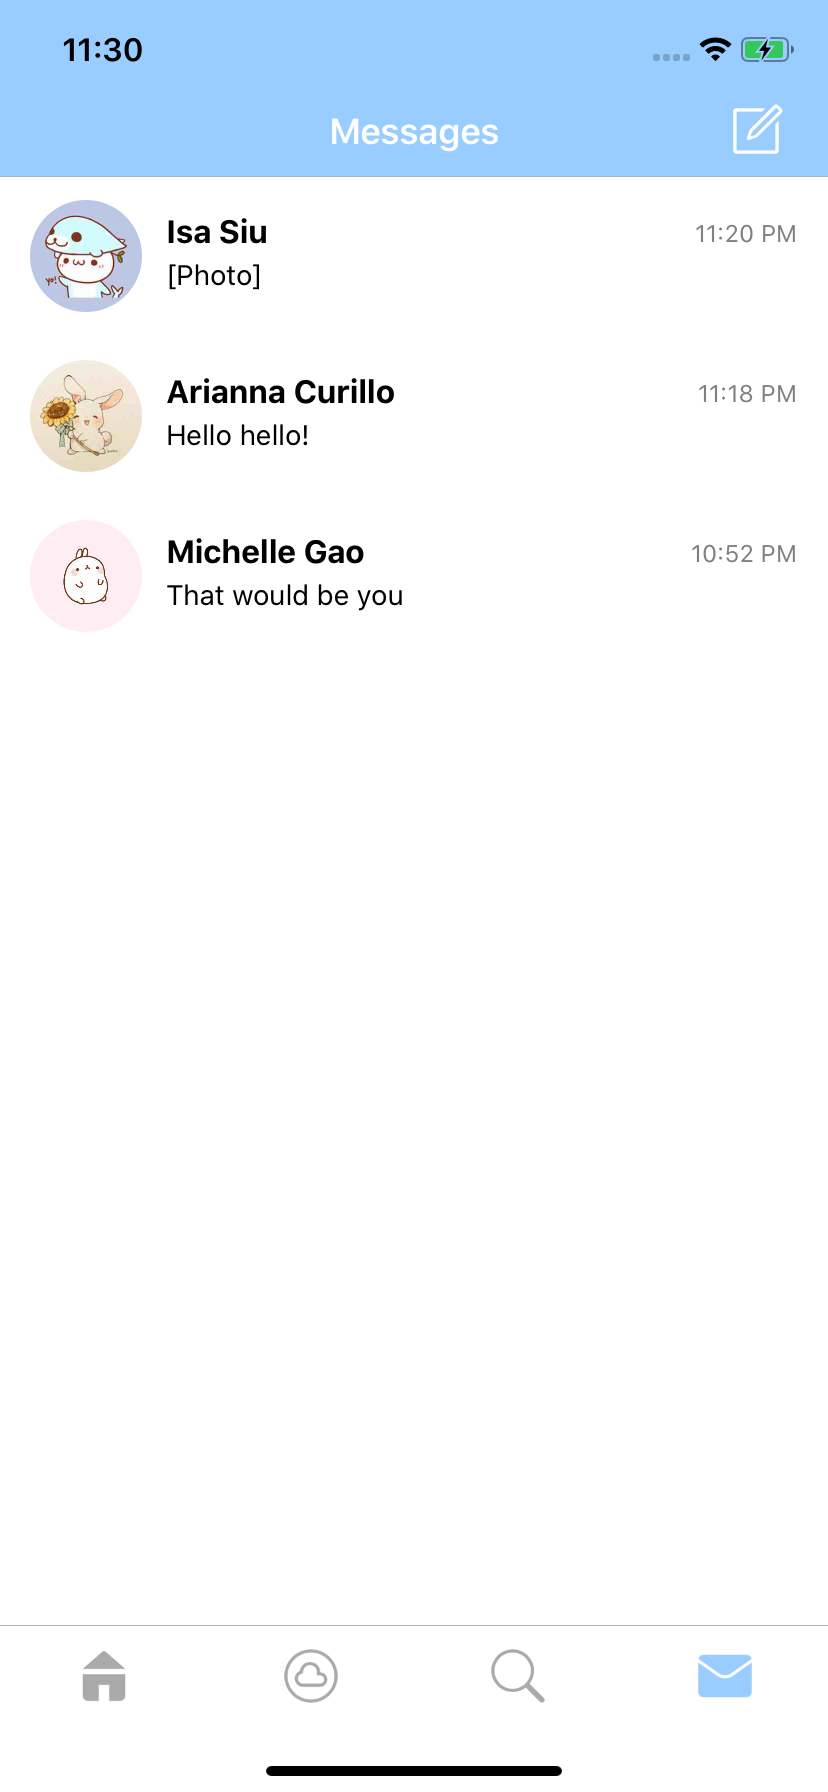 11:30
Messages
Isa Siu
11:20 PM
[Photo]
Yo!
Arianna Curillo
11:18 PM
Hello hello!
Michelle Gao
10:52 PM
That would be you